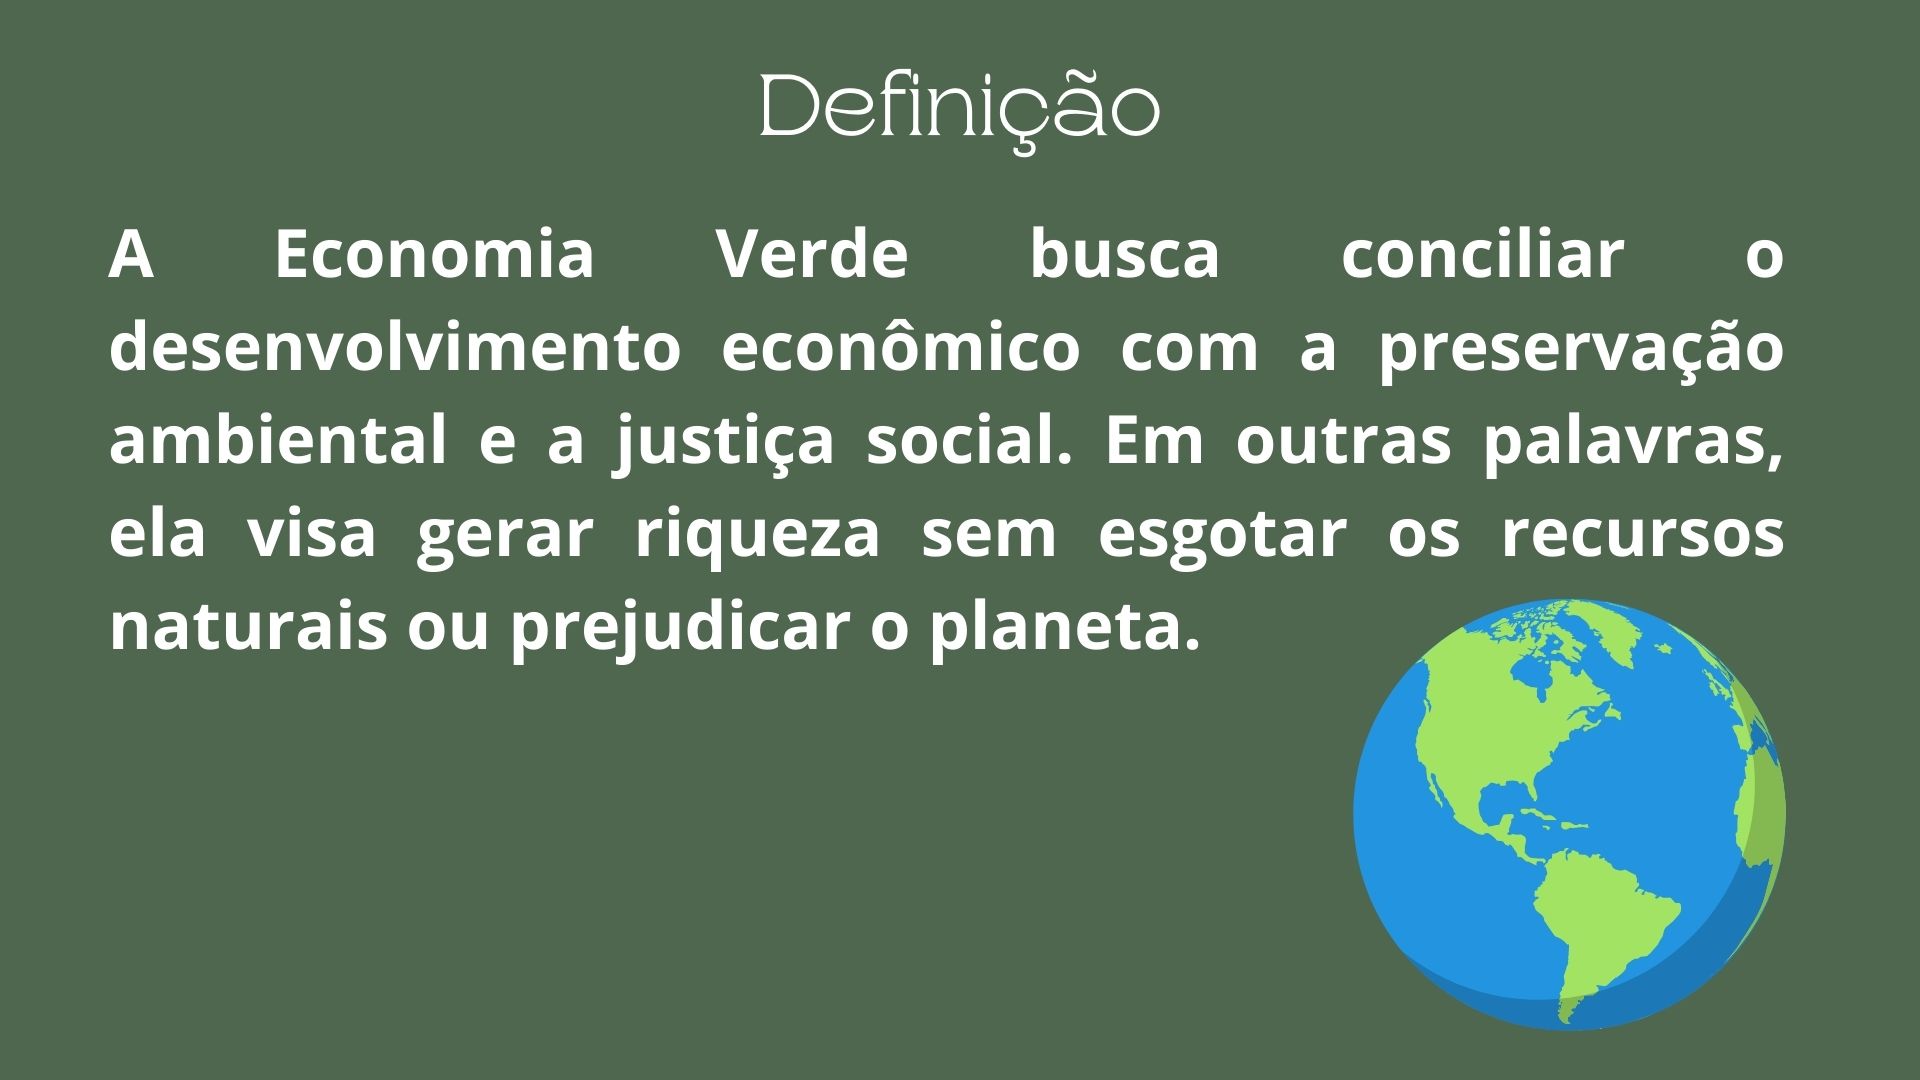 Definição
A Economia Verde busca conciliar o
desenvolvimento econômico com a preservação
ambiental e a justiça social. Em outras palavras,
ela visa gerar riqueza sem esgotar os recursos
naturais ou prejudicar o planeta.